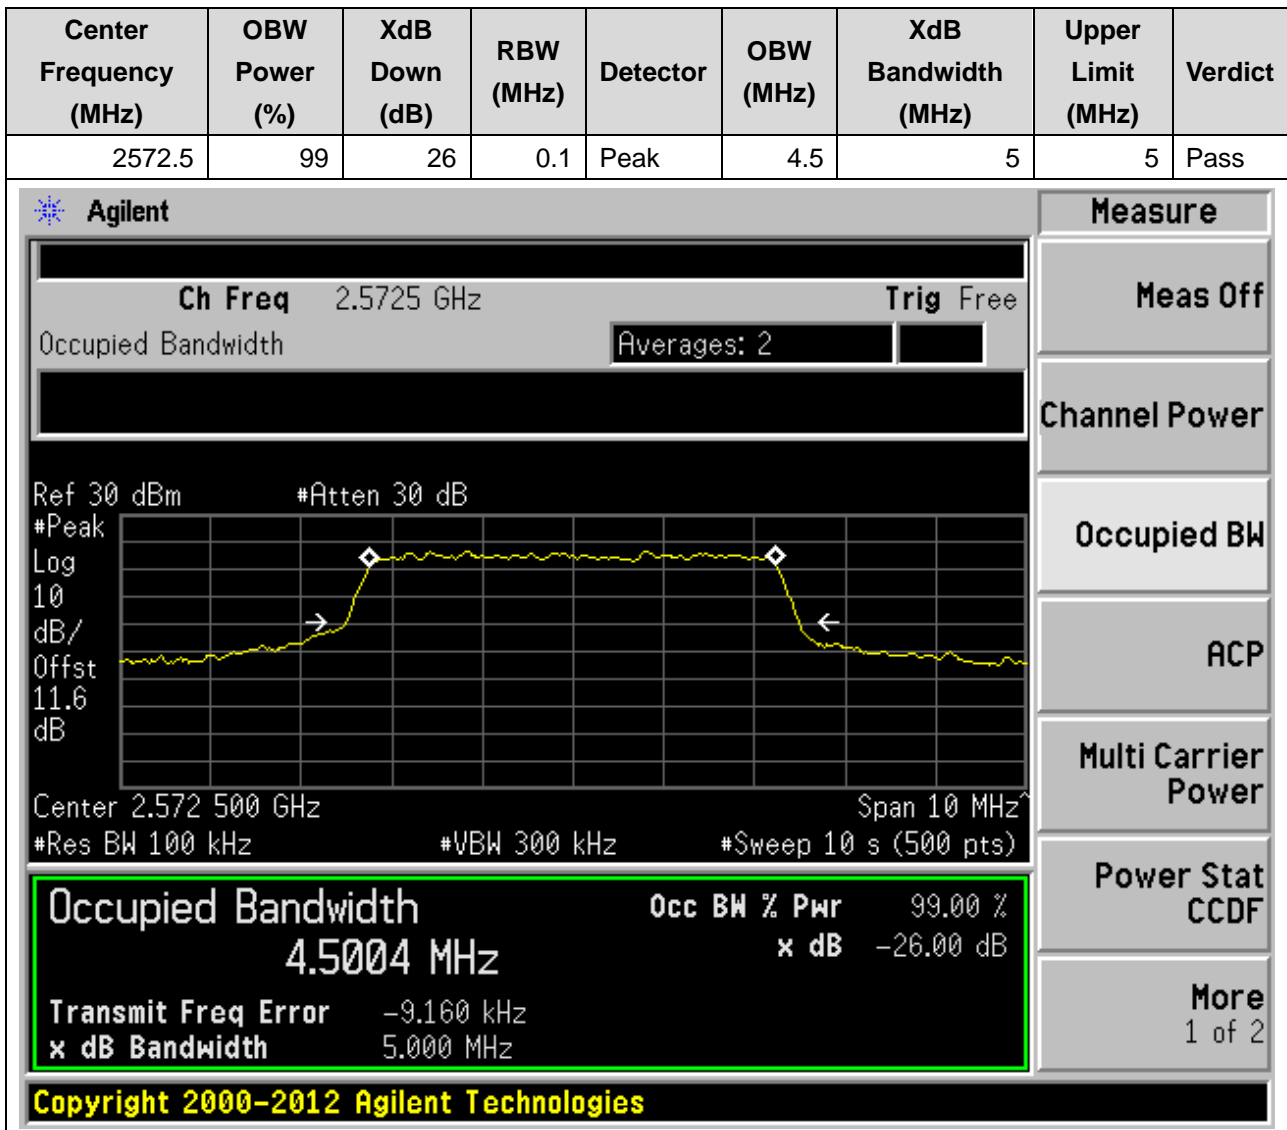 Center Frequency (MHz) OBW Power (%) XdB Down (dB) RBW (MHz) Detector OBW (MHz) XdB Bandwidth (MHz) Upper Limit (MHz) Verdict
2572.5 99 26 0.1 Peak 4.5 5 5 Pass
Agilent
Measure
Ch Freq 2.5725 GHz Trig Free
Occupied Bandwidth Averages: 2
Meas Off
Channel Power
Ref 30 dBm #Atten 30 dB
#Peak
Log
10
dB/
Offst
11.6
dB
Occupied BW
ACP
Multi Carrier
Power
Center 2.572 500 GHz Span 10 MHz^
#Res BW 100 kHz #VBW 300 kHz #Sweep 10 s (500 pts)
Power Stat
CCDF
Occupied Bandwidth Occ BW % Pwr 99.00 %
4.5004 MHz x dB -26.00 dB
Transmit Freq Error -9.160 kHz
x dB Bandwidth 5.000 MHz
More
1 of 2
Copyright 2000-2012 Agilent Technologies